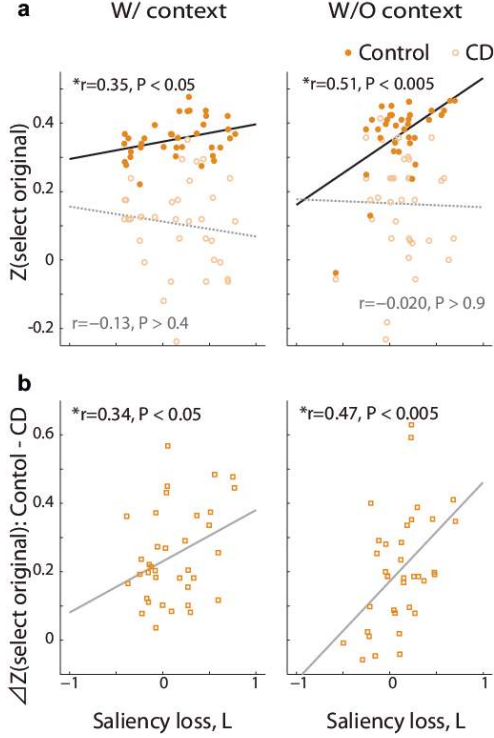 a
W/ context W/O context
Control CD
*r=0.35, P < 0.05 *r=0.51, P < 0.005
0.4
0.2
0
-0.2
Z(select original)
r=−0.13, P > 0.4 r=−0.020, P > 0.9
b
*r=0.34, P < 0.05 *r=0.47, P < 0.005
0.6
0.4
0.2
0
⊿Z(select original): Contol - CD
−1 0 1 −1 0 1
Saliency loss, L Saliency loss, L